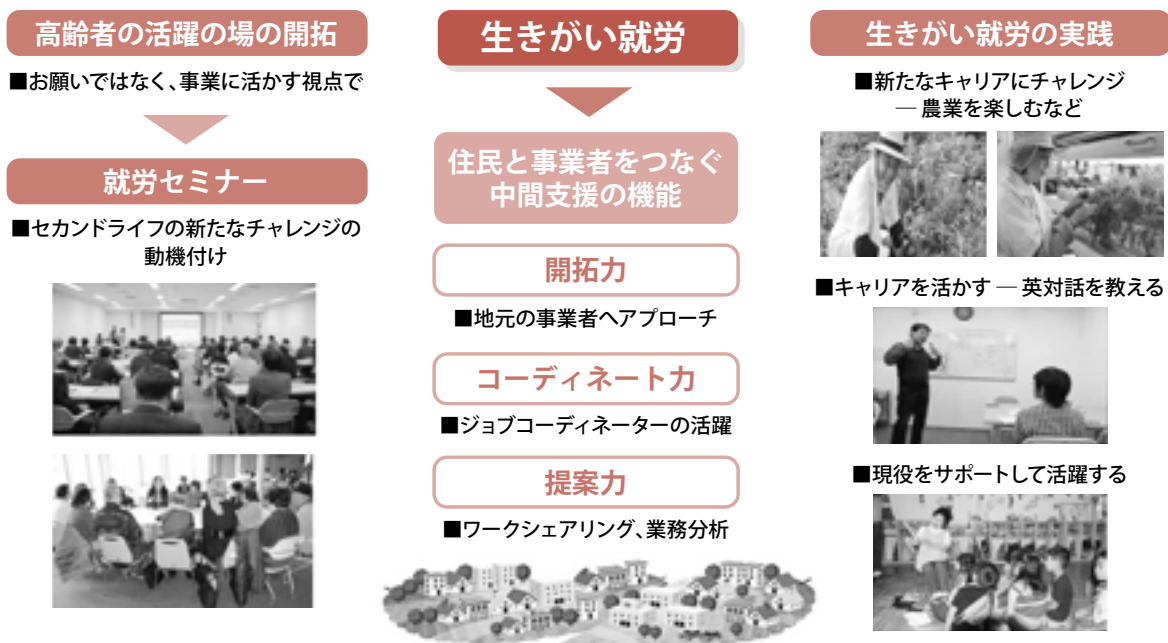 高齢者の活躍の場の開拓
■お願いではなく、事業に活かす視点で
就労セミナー
■セカンドライフの新たなチャレンジの
動機付け
生きがい就労
住民と事業者をつなぐ
中間支援の機能
開拓力
■地元の事業者へアプローチ
コーディネート力
■ジョブコーディネーターの活躍
提案力
■ワークシェアリング、業務分析
生きがい就労の実践
■新たなキャリアにチャレンジ
― 農業を楽しむなど
■キャリアを活かす ― 英対話を教える
■現役をサポートして活躍する